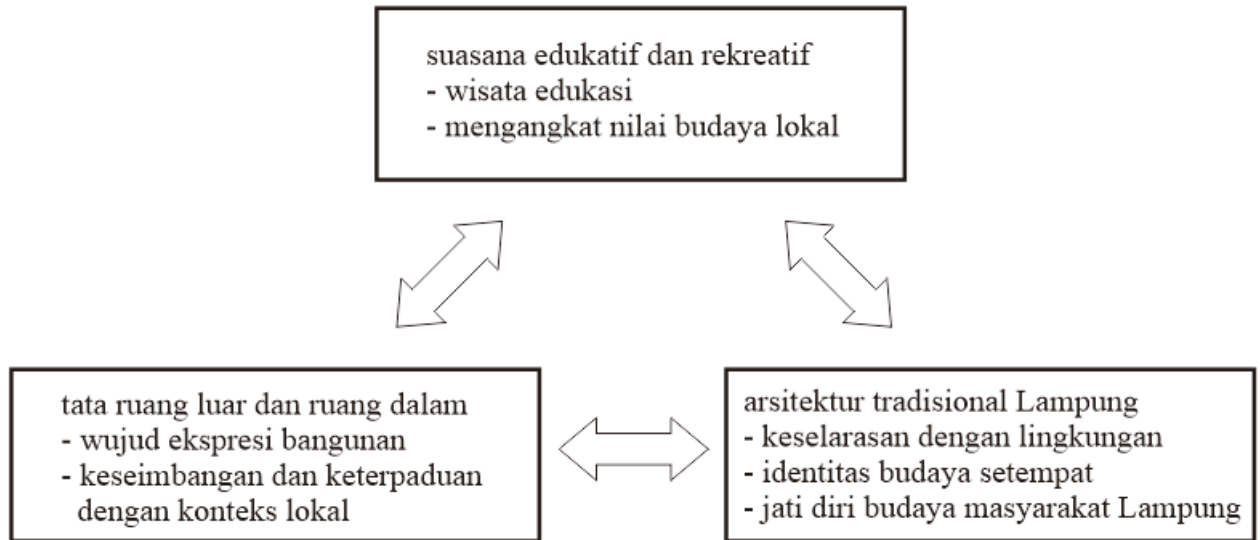 suasana edukatif dan rekreatif
- wisata edukasi
- mengangkat nilai budaya lokal
tata ruang luar dan ruang dalam
- wujud ekspresi bangunan
- keseimbangan dan keterpaduan
dengan konteks lokal
arsitektur tradisional Lampung
- keselarasan dengan lingkungan
- identitas budaya setempat
- jati diri budaya masyarakat Lampung